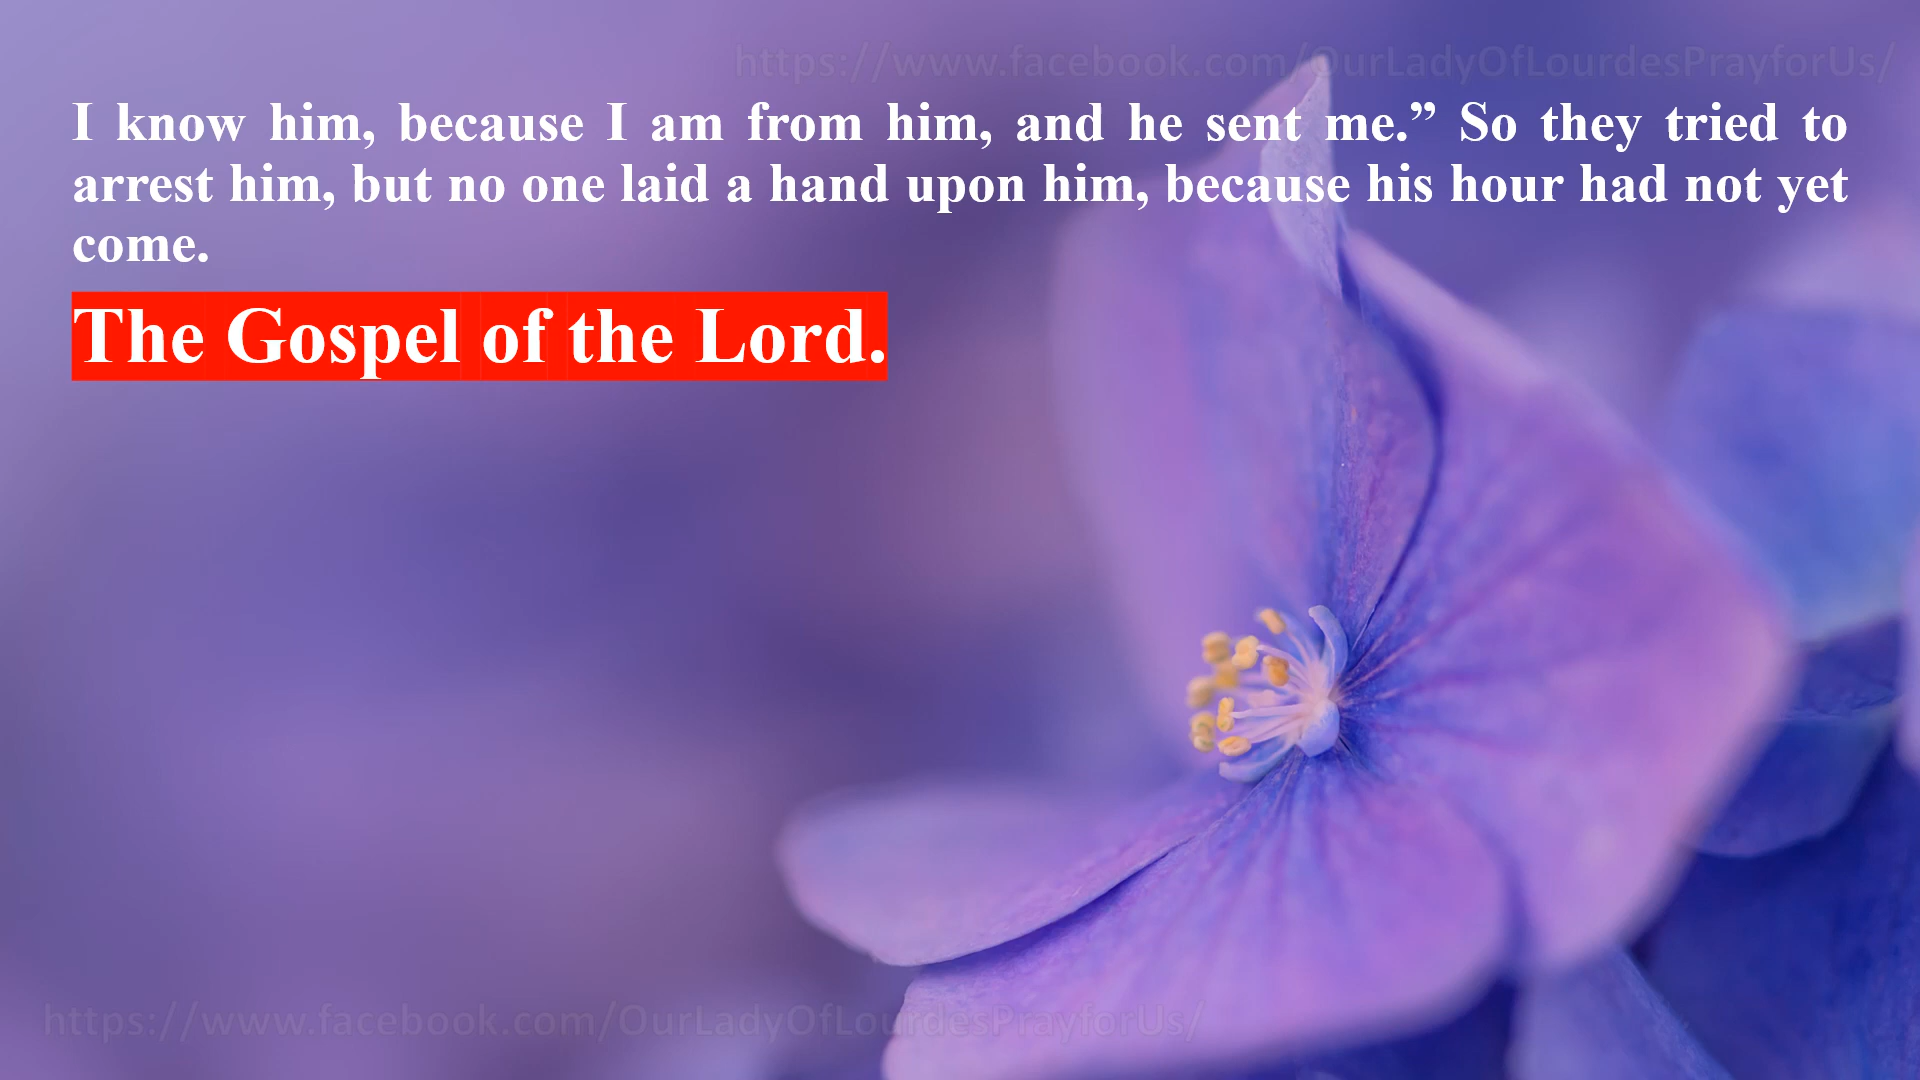 https://www.facebook.com/OurLadyOfLourdesPrayforUs/
I know him, because I am from him, and he sent me.” So they tried to
arrest him, but no one laid a hand upon him, because his hour had not yet
come.
The Gospel of the Lord.
https://www.facebook.com/OurLadyOfLourdesPrayforUs/